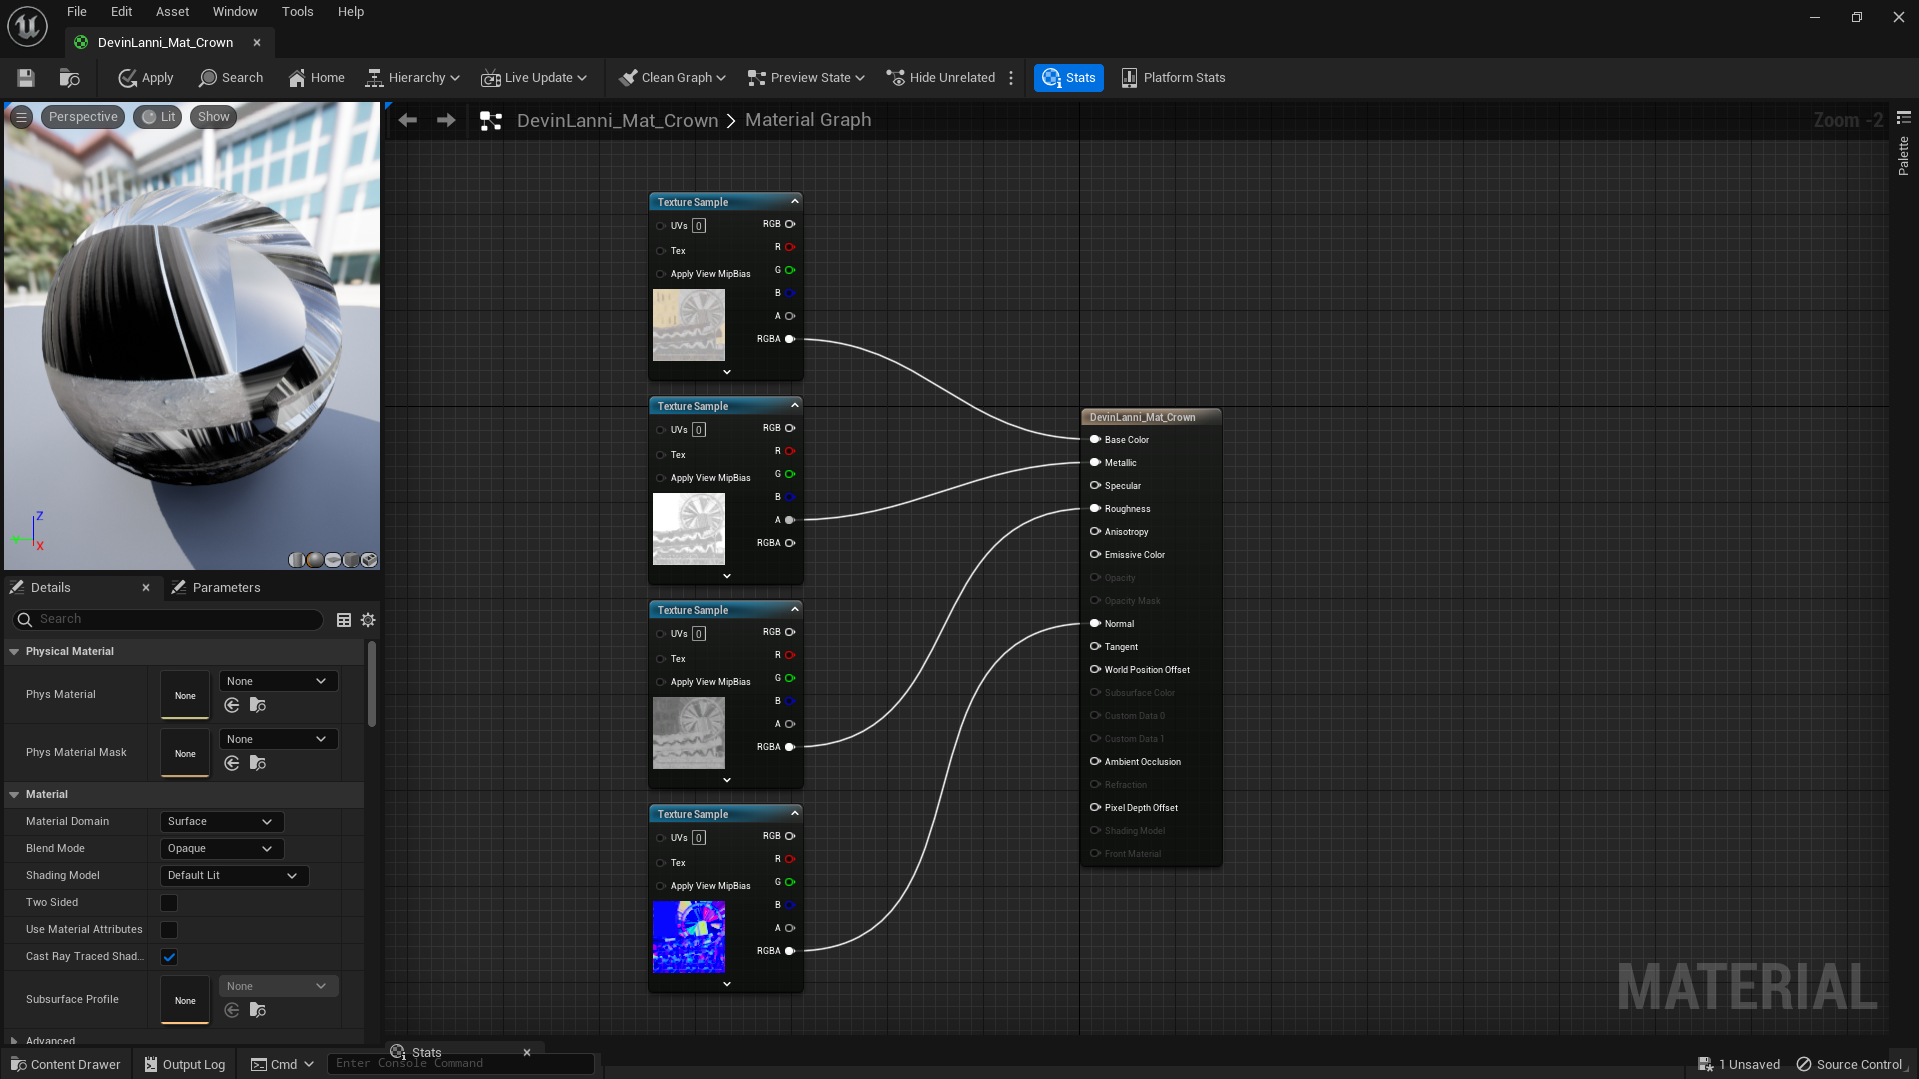 File Edit Asset Window Tools Help
DevinLanni_Mat_Crown
Apply Search Home Hierarchy Live Update Clean Graph Preview State Hide Unrelated Stats Platform Stats
Perspective Lit Show
DevinLanni_Mat_Crown > Material Graph
Zoom -2
Palette
Texture Sample
UVs 0 RGB
R
Tex
G
Apply View MipBias
B
A
RGBA
Texture Sample
UVs 0 RGB
R
Tex
G
Apply View MipBias
B
A
RGBA
Texture Sample
UVs 0 RGB
R
Tex
G
Apply View MipBias
B
A
RGBA
Texture Sample
UVs 0 RGB
R
Tex
G
Apply View MipBias
B
A
RGBA
DevinLanni_Mat_Crown
Base Color
Metallic
Specular
Roughness
Anisotropy
Emissive Color
Opacity
Opacity Mask
Normal
Tangent
World Position Offset
Subsurface Color
Custom Data 0
Custom Data 1
Ambient Occlusion
Refraction
Pixel Depth Offset
Shading Model
Front Material
MATERIAL
Z
Y
X
Details Parameters
Search
Physical Material
Phys Material None None
Phys Material Mask None None
Material
Material Domain Surface
Blend Mode Opaque
Shading Model Default Lit
Two Sided
Use Material Attributes
Cast Ray Traced Shad...
Subsurface Profile None None
Advanced
Stats
Content Drawer Output Log Cmd Enter Console Command 1 Unsaved Source Control